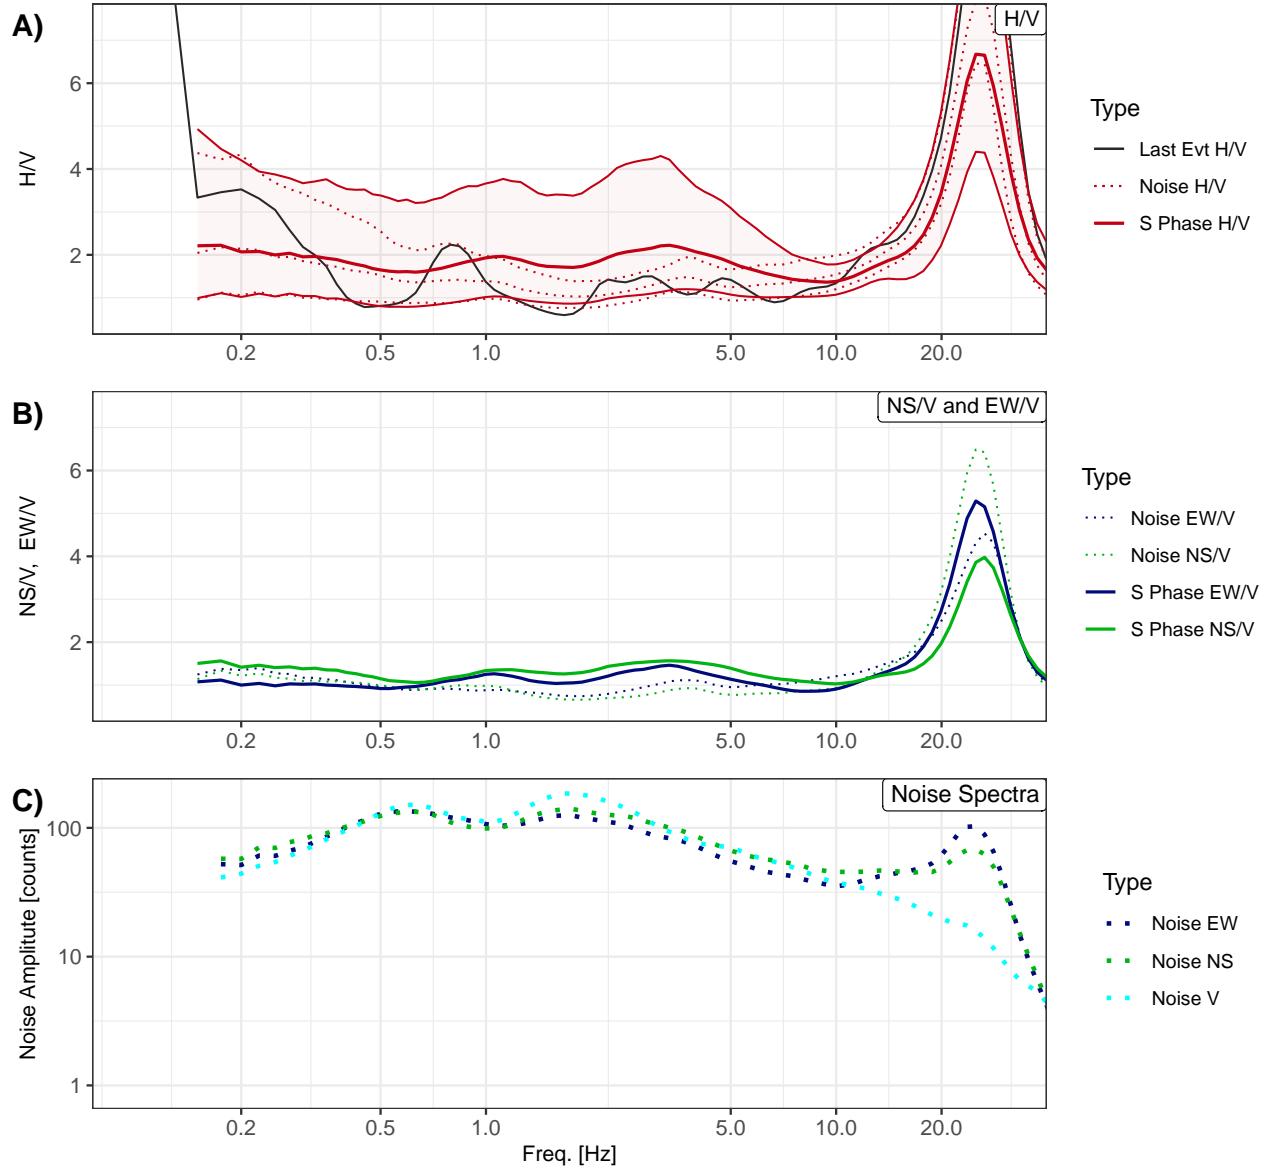 A)
H/V
H/V
6
4
2
0.2
0.5
1.0
5.0
10.0
20.0
Type
Last Evt H/V
Noise H/V
S Phase H/V
B)
NS/V and EW/V
NS/V, EW/V
6
4
2
0.2
0.5
1.0
5.0
10.0
20.0
Type
Noise EW/V
Noise NS/V
S Phase EW/V
S Phase NS/V
C)
Noise Spectra
Noise Amplitute [counts]
100
10
1
0.2
0.5
1.0
5.0
10.0
20.0
Freq. [Hz]
Type
Noise EW
Noise NS
Noise V